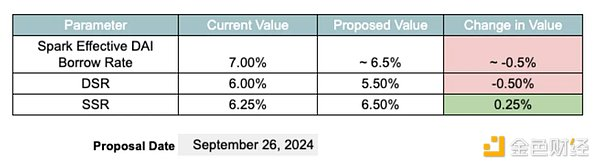 Parameter Current Value Proposed Value Change in Value
Spark Effective DAI
Borrow Rate 7.00% ~ 6.5% ~ -0.5%
DSR 6.00% 5.50% -0.50%
SSR 6.25% 6.50% 0.25%
Proposal Date September 26, 2024
金色财经